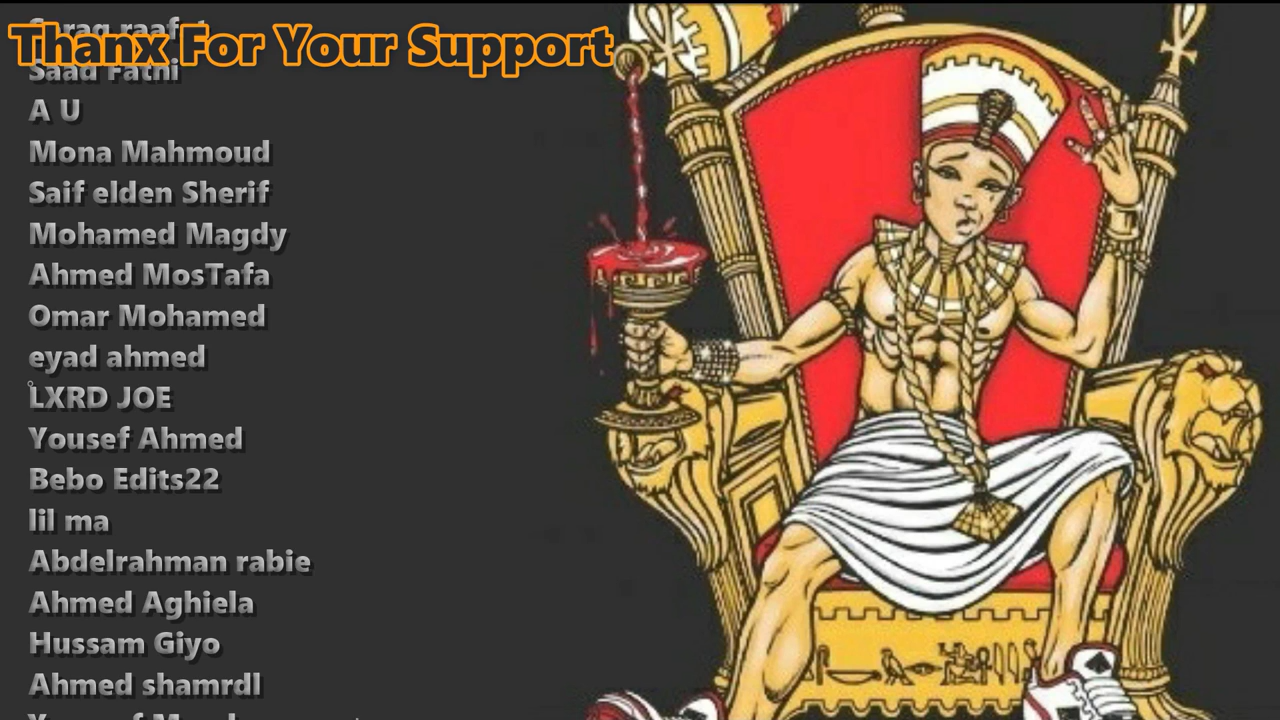 Thanx For Your Support
Saad Fathi
A U
Mona Mahmoud
Saif elden Sherif
Mohamed Magdy
Ahmed MosTafa
Omar Mohamed
eyad ahmed
LXRD JOE
Yousef Ahmed
Bebo Edits22
lil ma
Abdelrahman rabie
Ahmed Aghiela
Hussam Giyo
Ahmed shamrdl